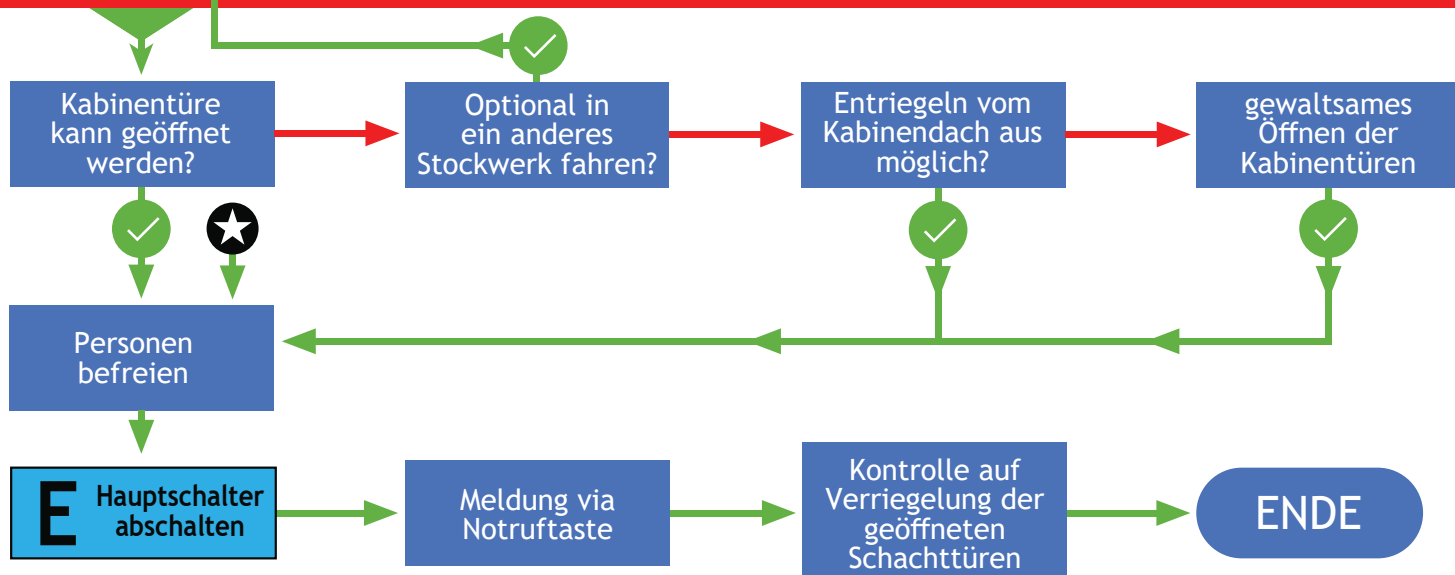 Kabinentüre
kann geöffnet
werden?
Optional in
ein anderes
Stockwerk fahren?
Entriegeln vom
Kabinendach aus
möglich?
gewaltsames
Öffnen der
Kabinentüren
Personen
befreien
E
Hauptschalter
abschalten
Meldung via
Notruftaste
Kontrolle auf
Verriegelung der
geöffneten
Schachttüren
ENDE